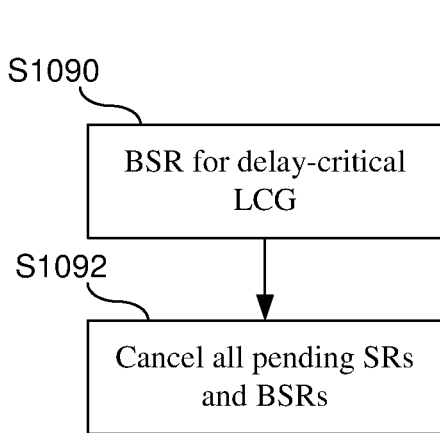 S1090
BSR for delay-critical
LCG
S1092
Cancel all pending SRs
and BSRs